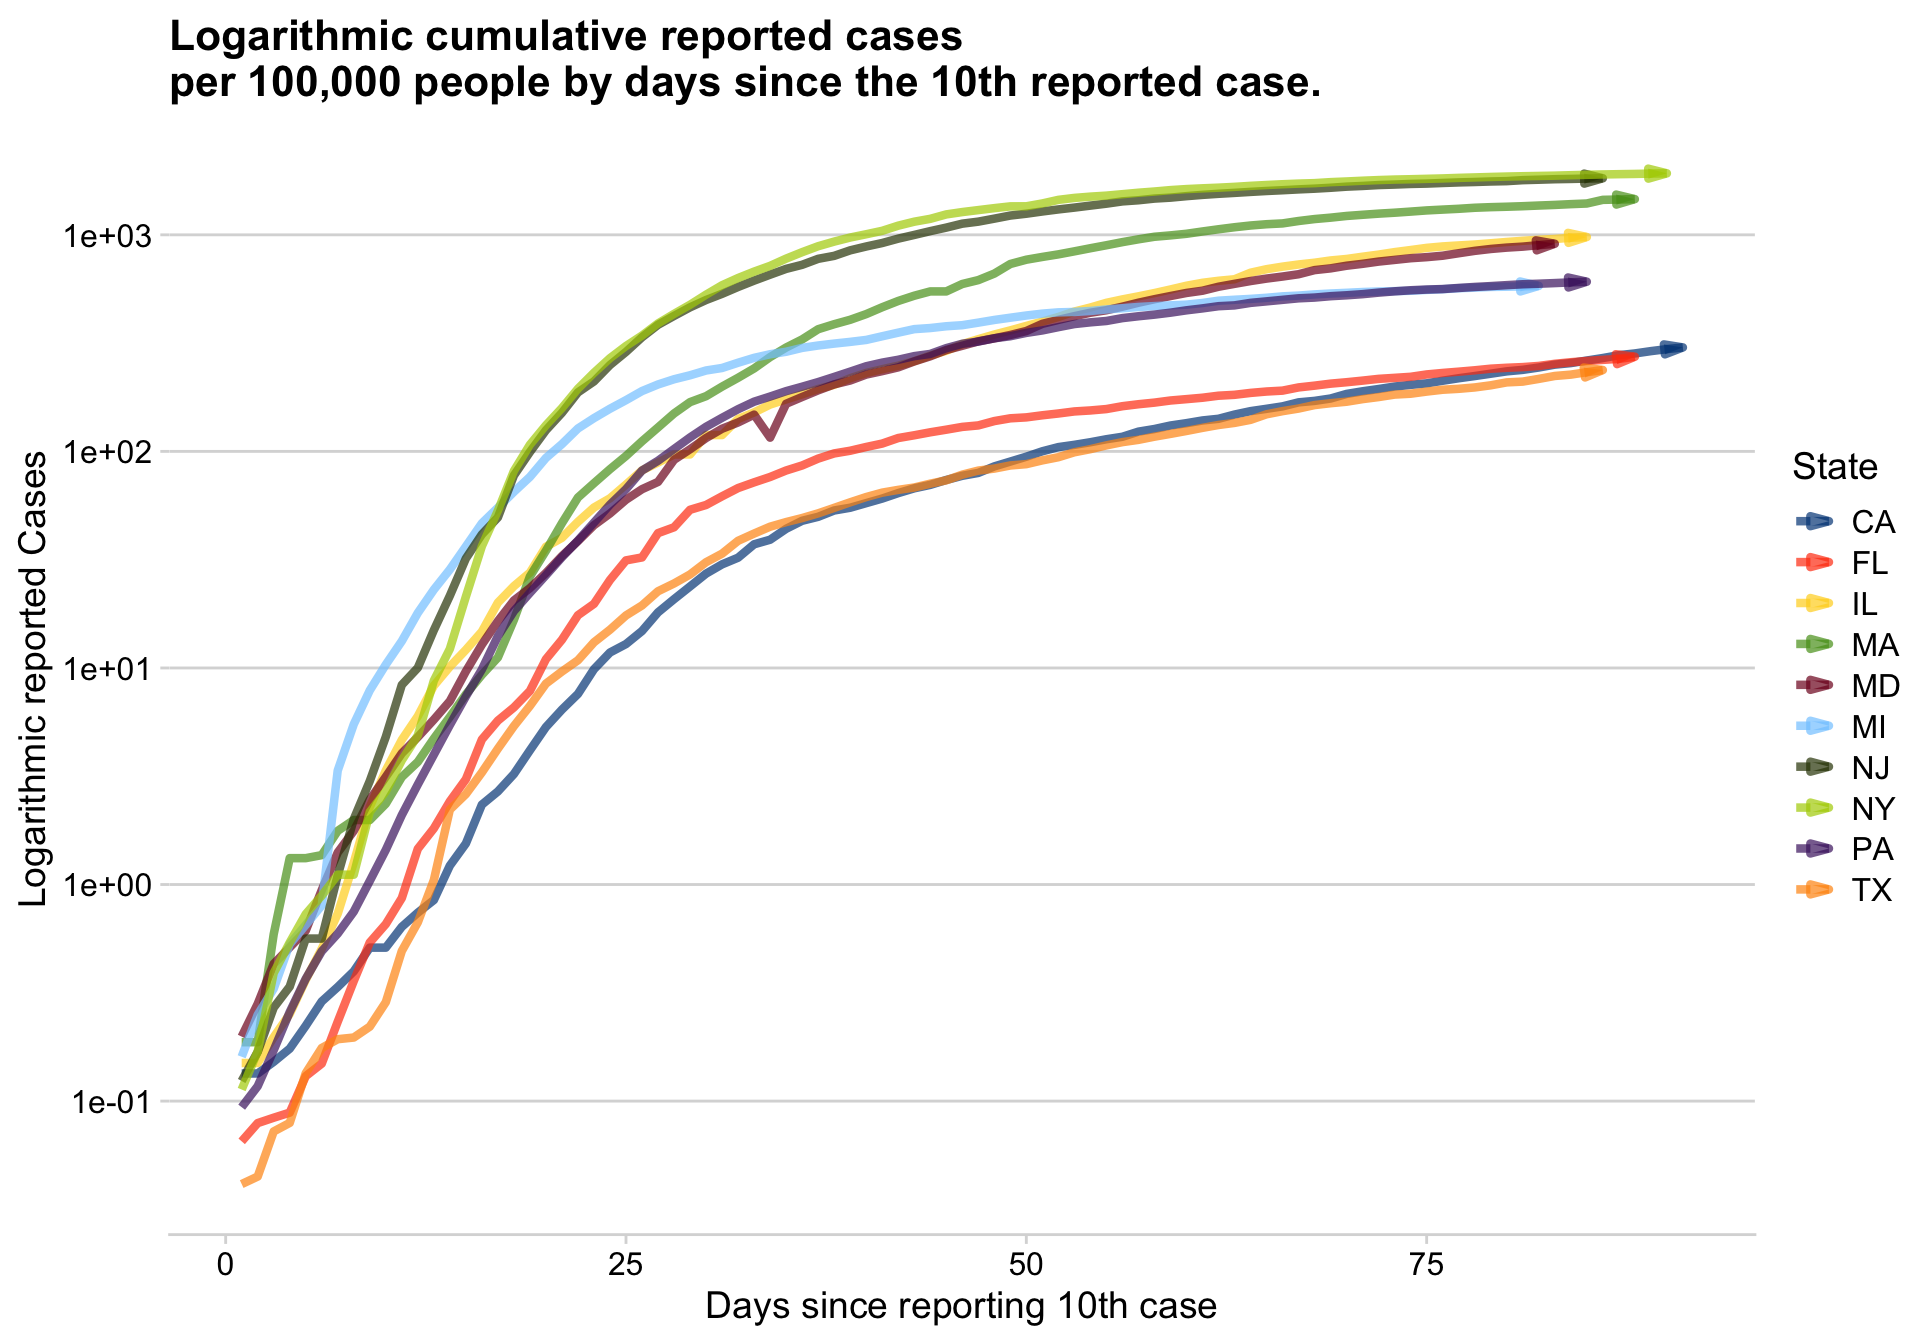 Logarithmic cumulative reported cases
per 100,000 people by days since the 10th reported case.
Logarithmic reported Cases
1e+03
1e+02
1e+01
1e+00
1e-01
0
25
50
75
Days since reporting 10th case
State
CA
FL
IL
MA
MD
MI
NJ
NY
PA
TX